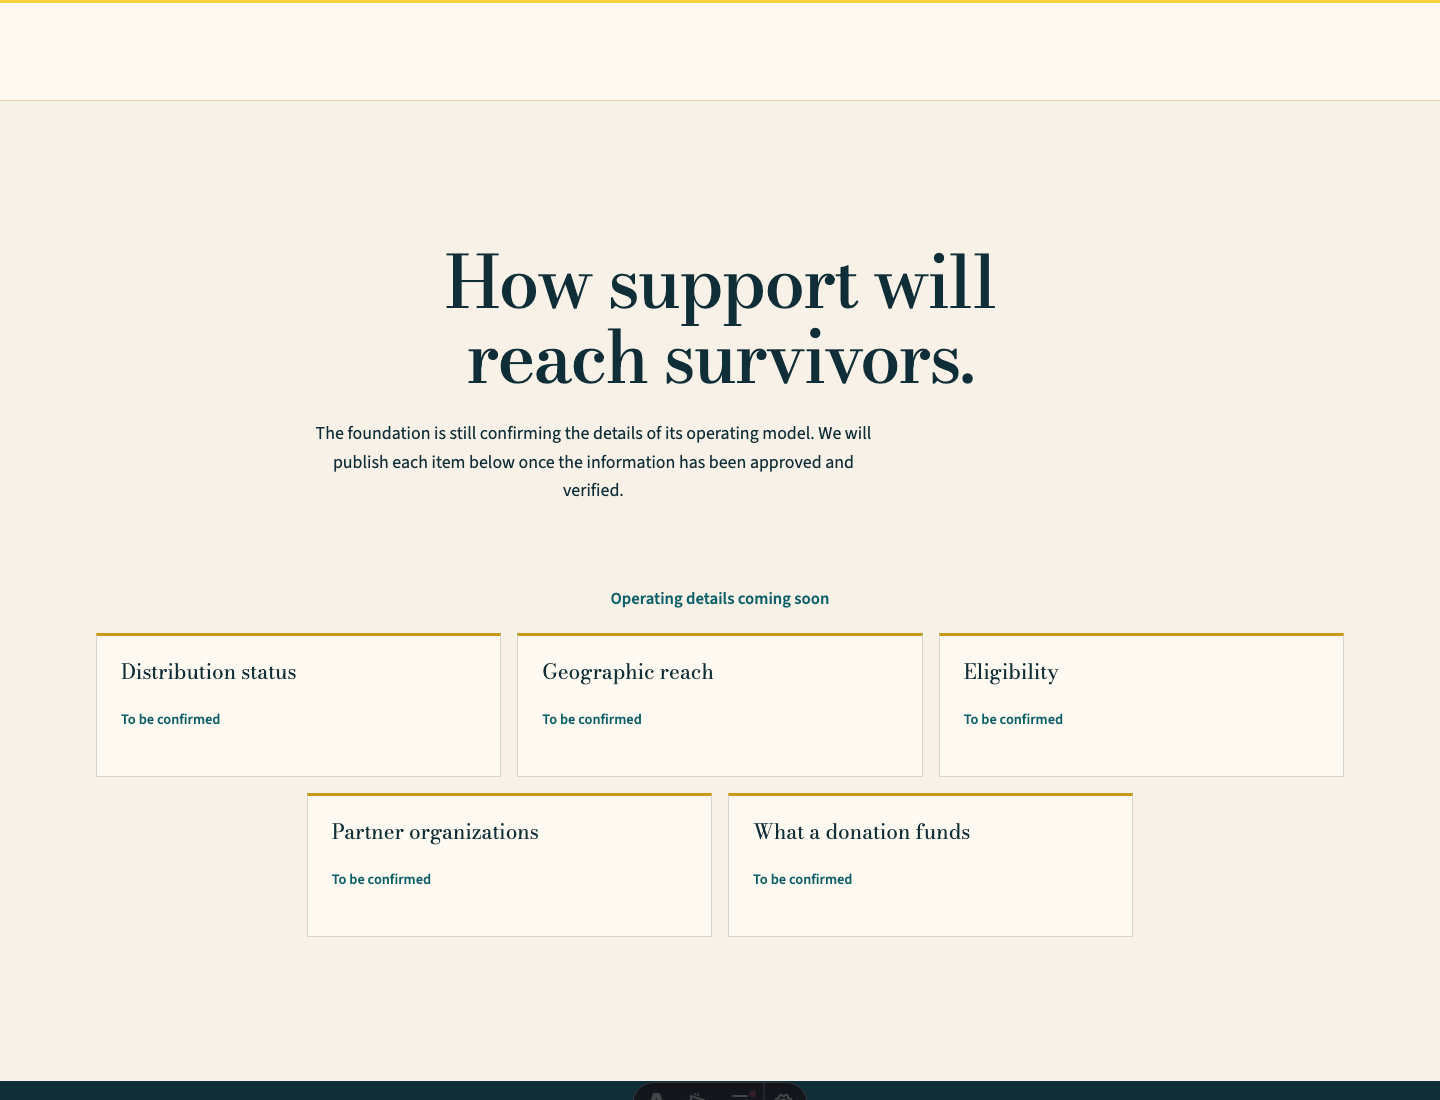 How support will
reach survivors.
The foundation is still confirming the details of its operating model. We will
publish each item below once the information has been approved and
verified.
Operating details coming soon
Distribution status
To be confirmed
Geographic reach
To be confirmed
Eligibility
To be confirmed
Partner organizations
To be confirmed
What a donation funds
To be confirmed